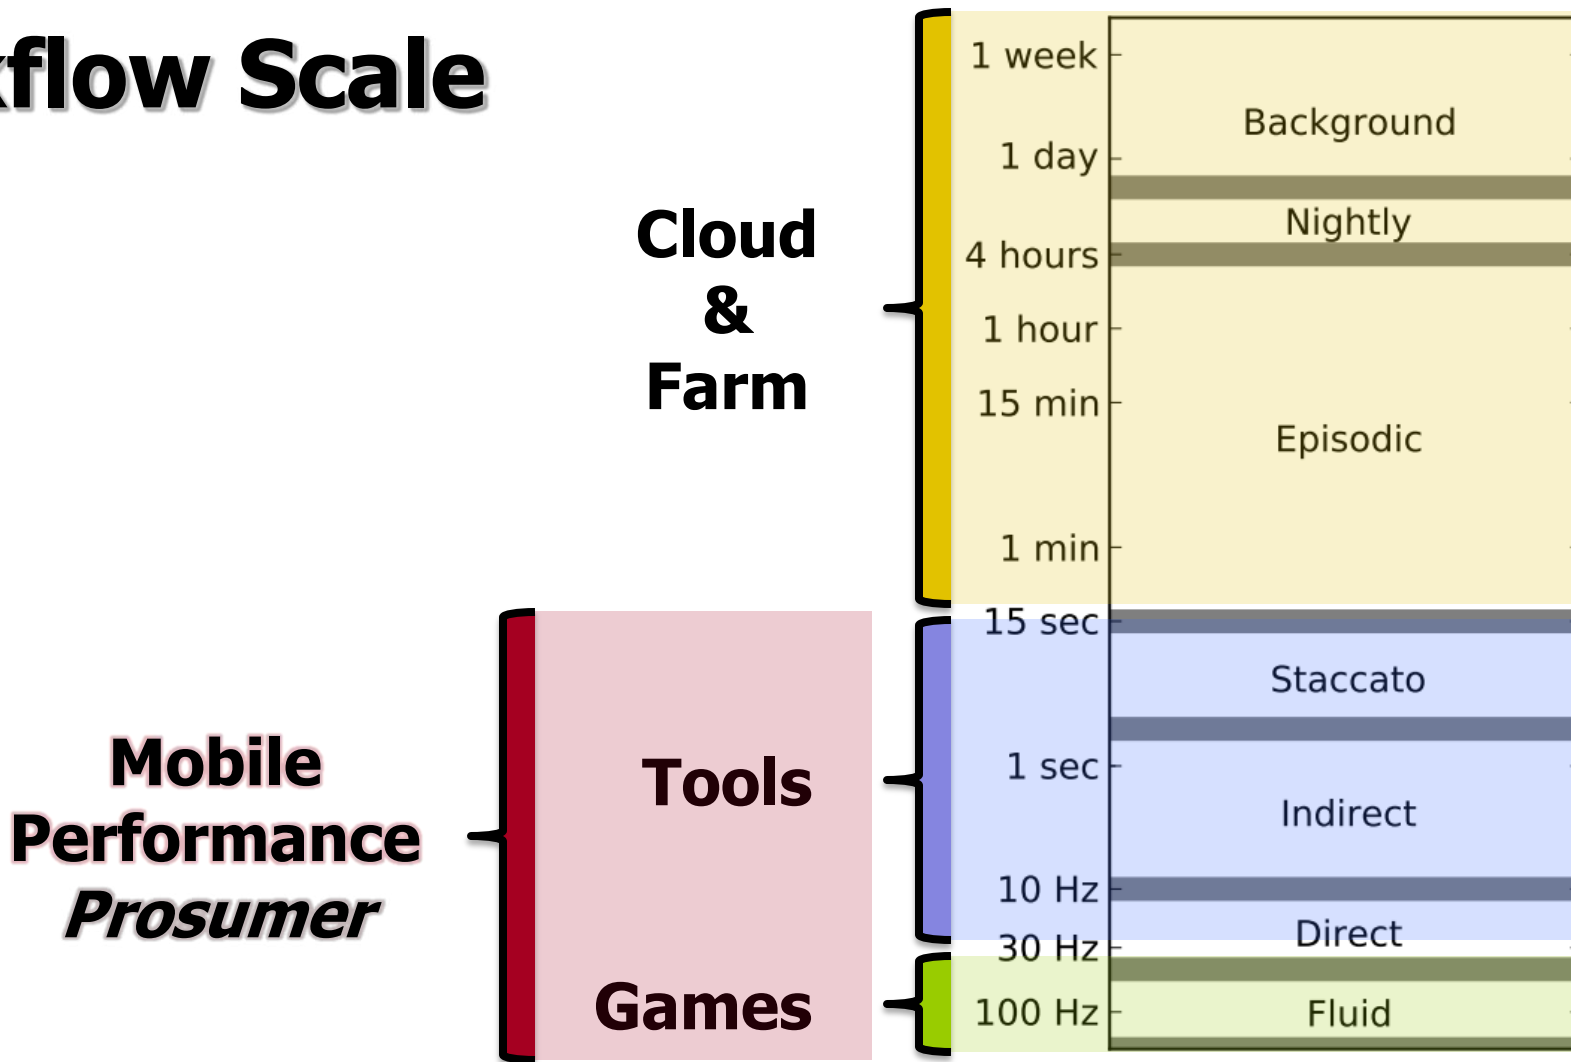 flow Scale
Cloud
&
Farm
Mobile
Performance
Prosumer
Tools
Games
1 week
1 day
4 hours
1 hour
15 min
1 min
15 sec
1 sec
10 Hz
30 Hz
100 Hz
Background
Nightly
Episodic
Staccato
Indirect
Direct
Fluid